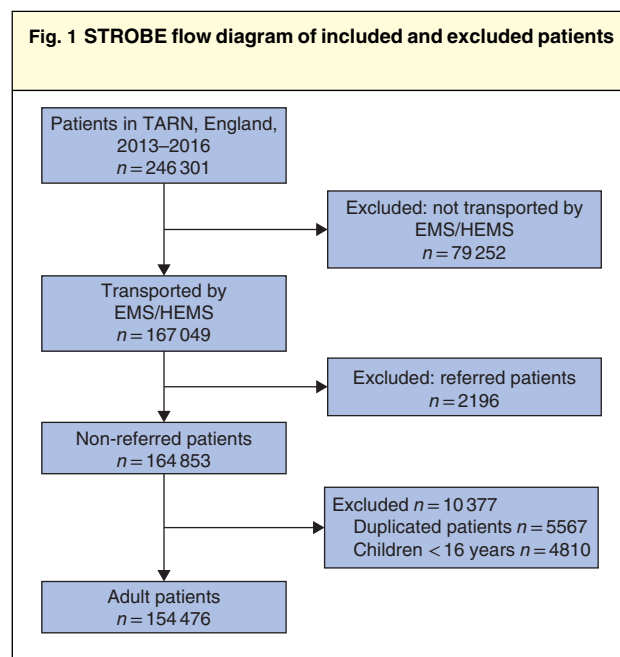 Fig. 1 STROBE flow diagram of included and excluded patients
Patients in TARN, England,
2013–2016
n = 246 301
Excluded: not transported by
EMS/HEMS
n = 79 252
Transported by
EMS/HEMS
n = 167 049
Excluded: referred patients
n = 2196
Non-referred patients
n = 164 853
Excluded n = 10 377
Duplicated patients n = 5567
Children < 16 years n = 4810
Adult patients
n = 154 476